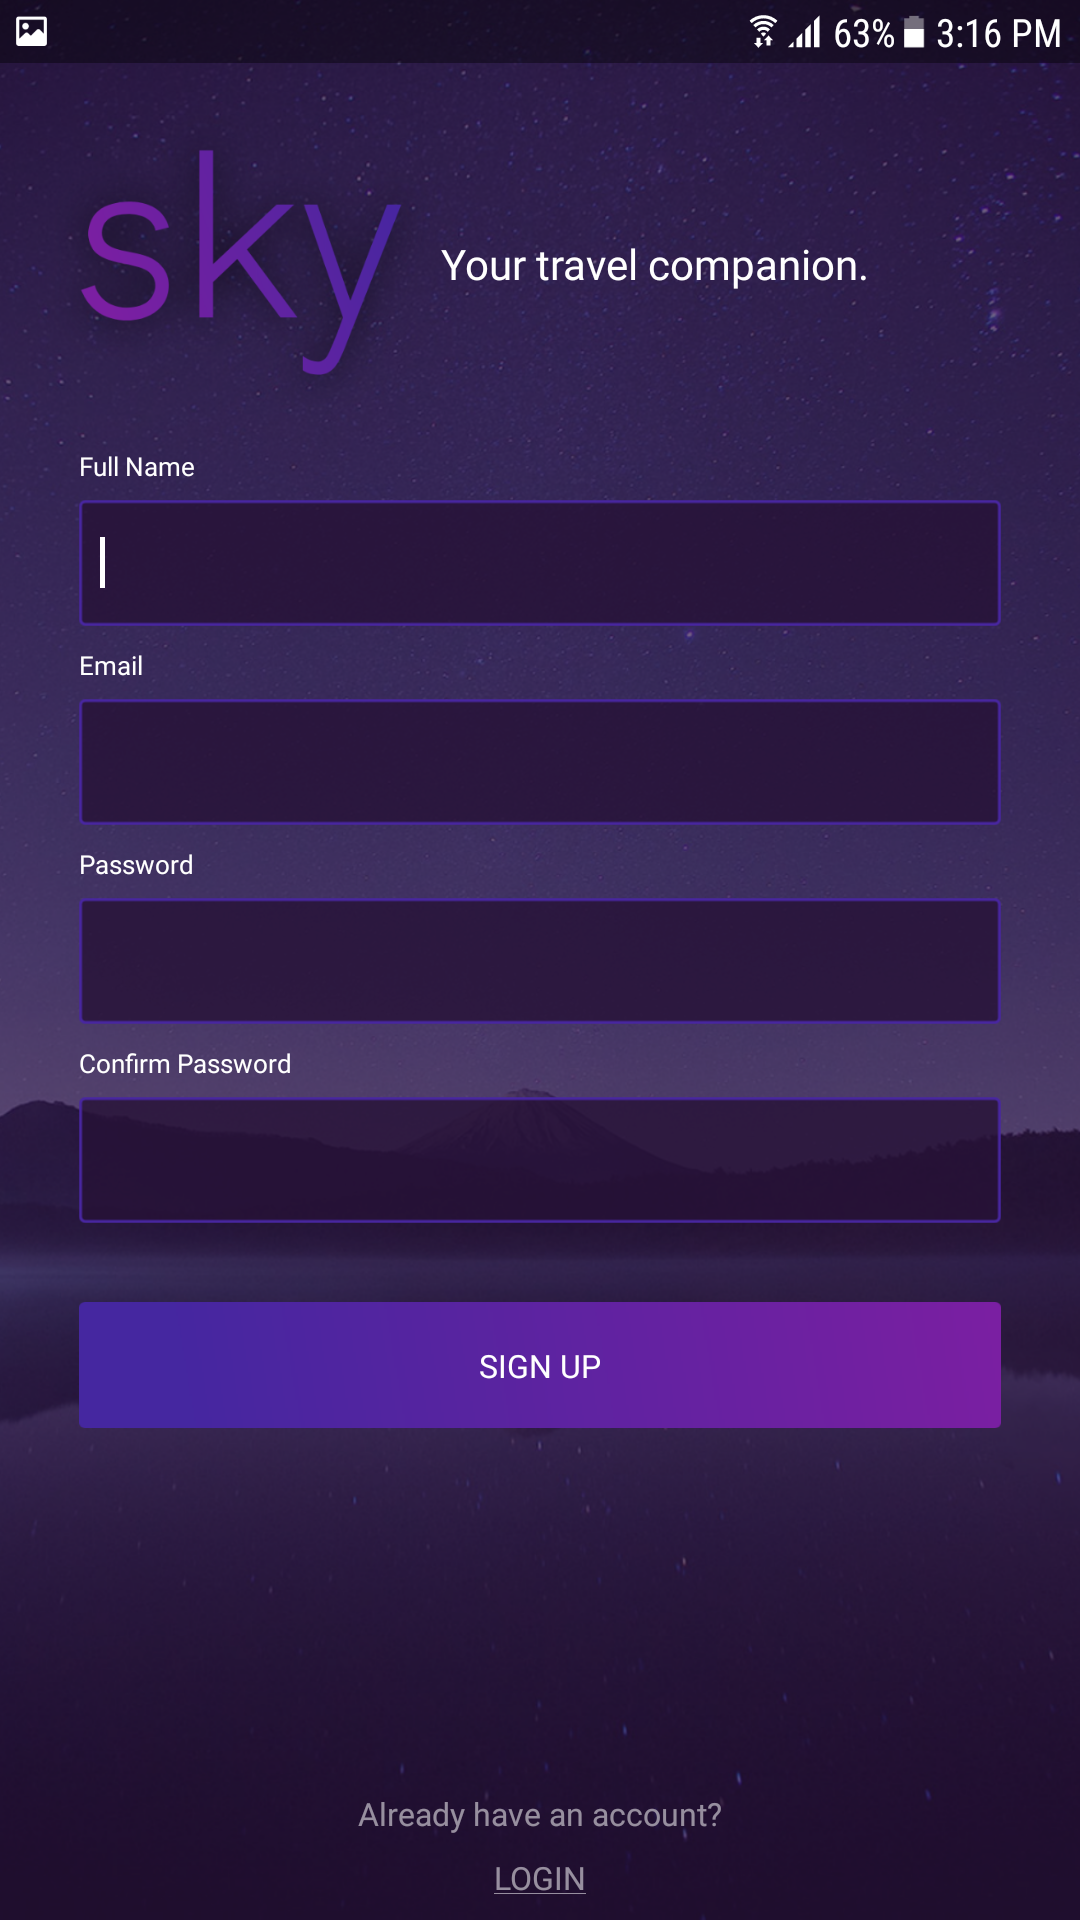 63% 3:16 PM
sky
Your travel companion.
Full Name
Email
Password
Confirm Password
SIGN UP
Already have an account?
LOGIN